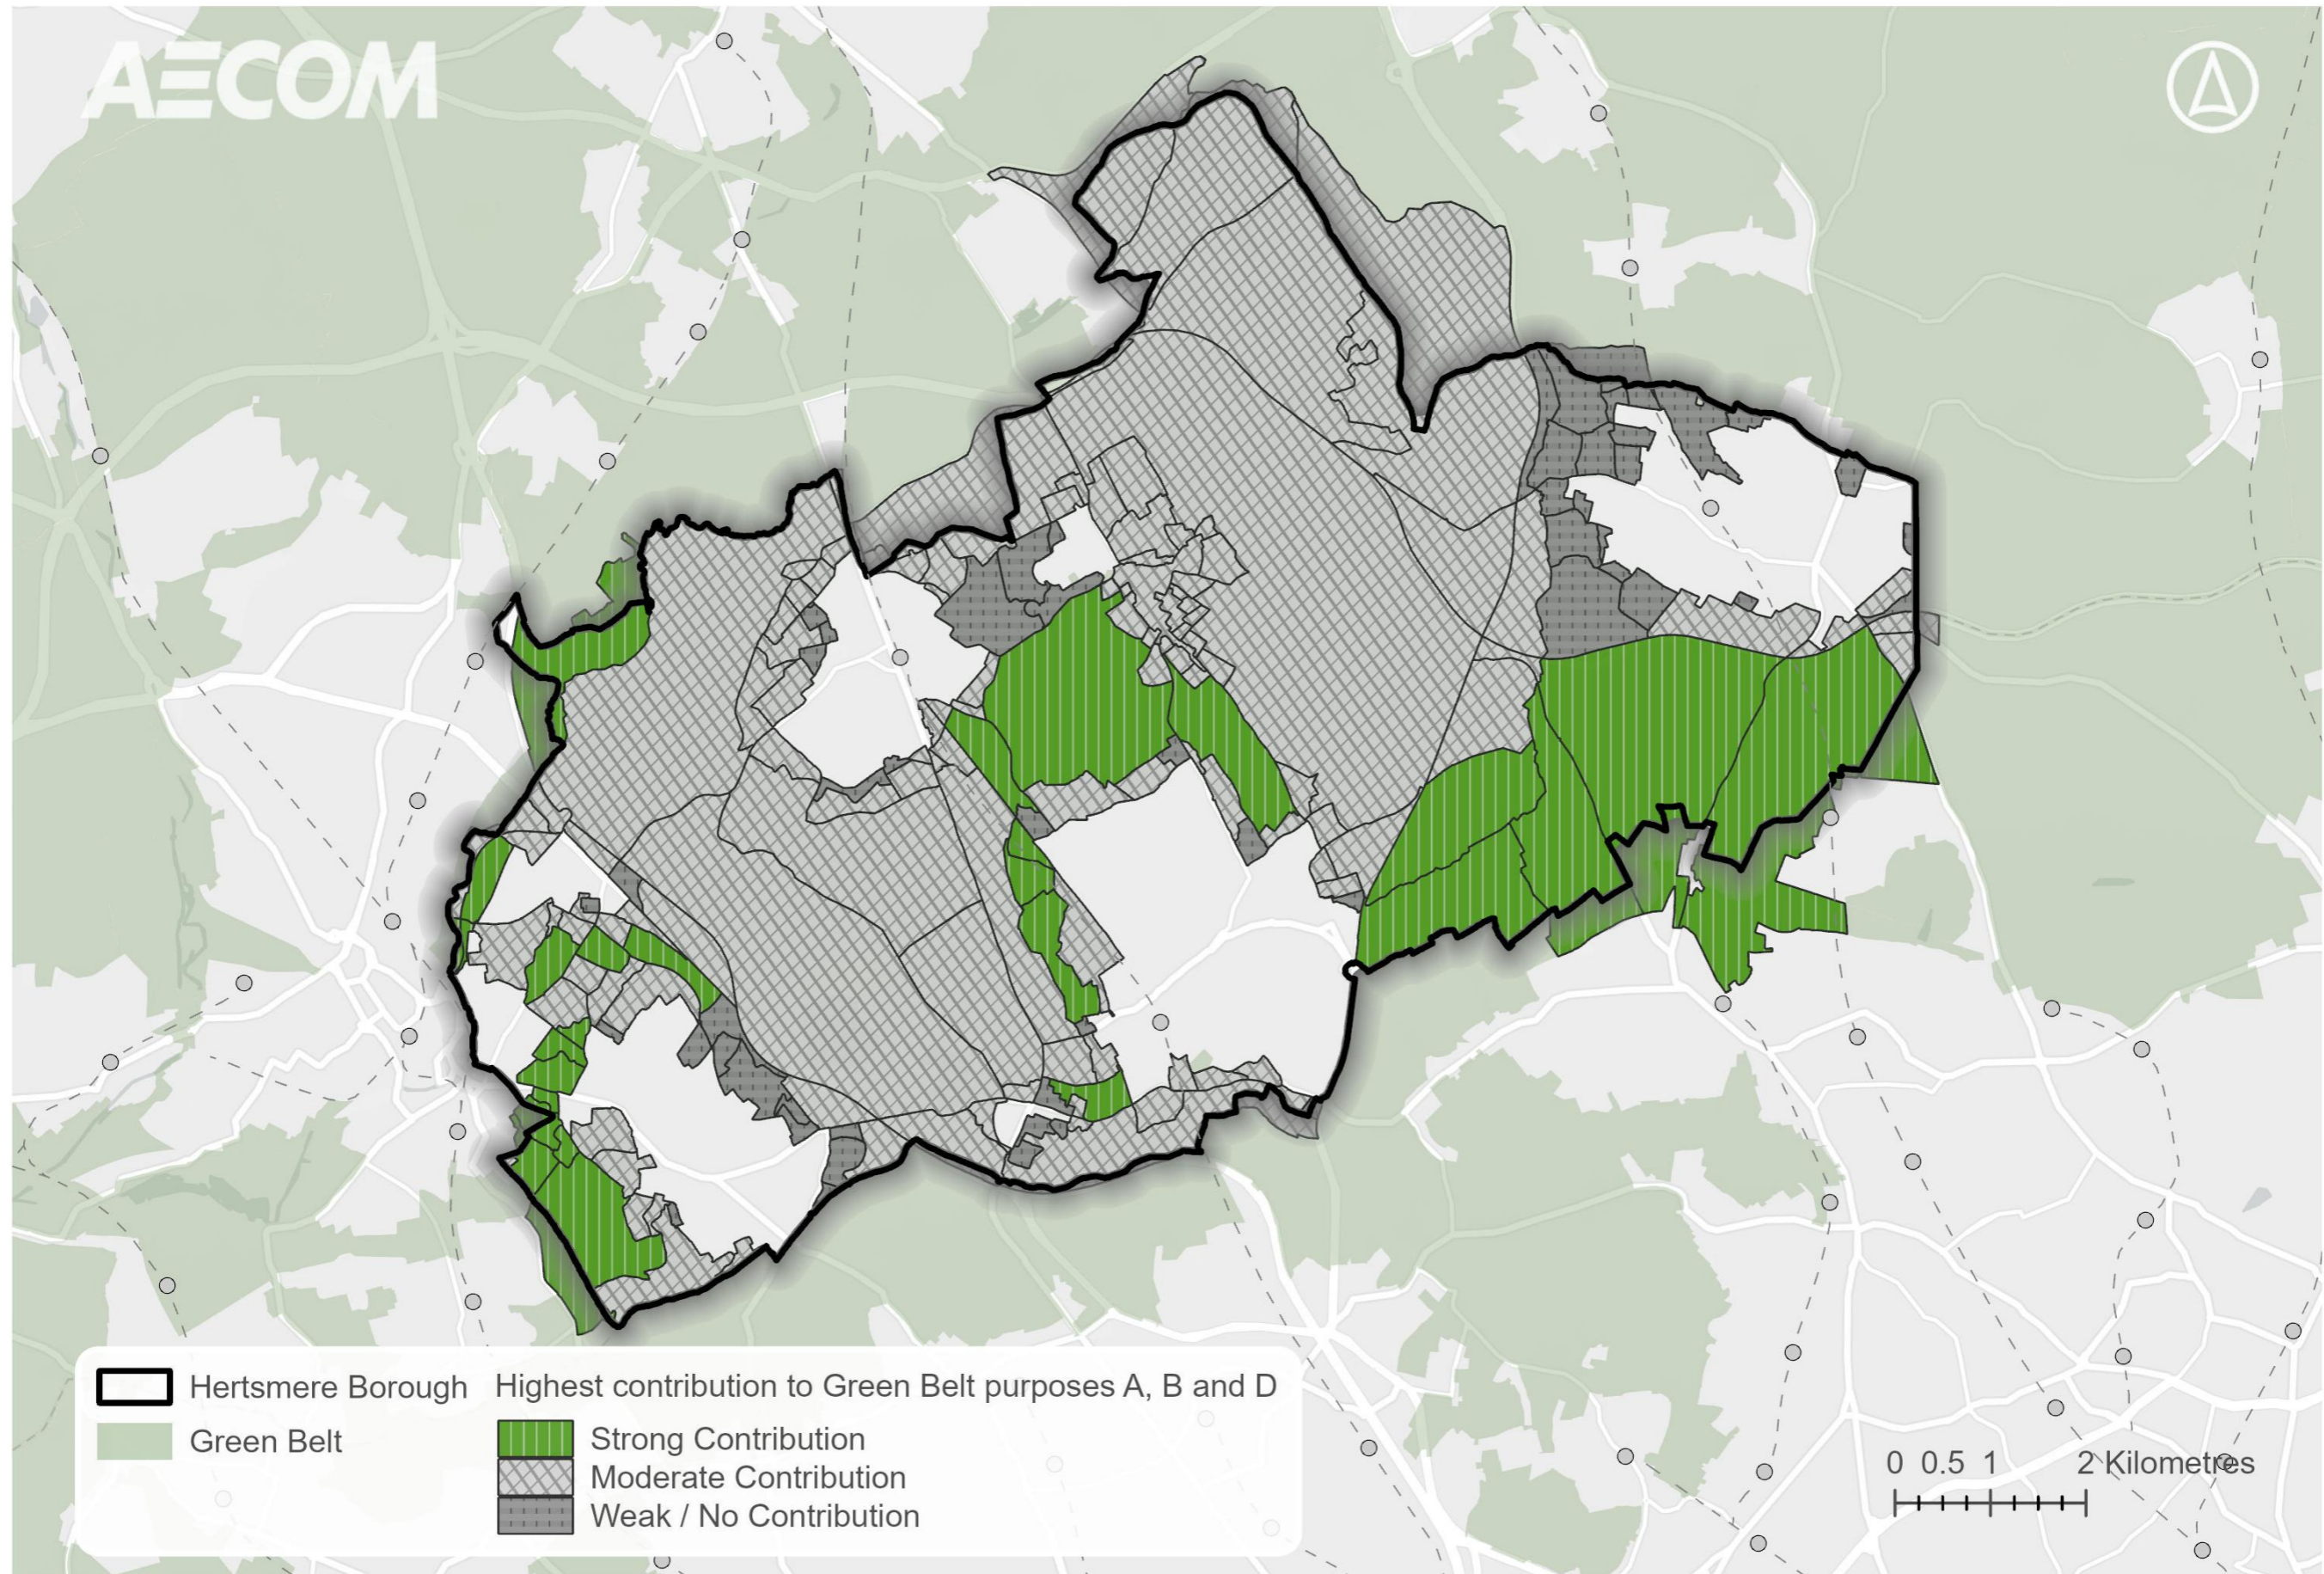 AECOM
Hertsmere Borough
Green Belt
Highest contribution to Green Belt purposes A, B and D
Strong Contribution
Moderate Contribution
Weak / No Contribution
0 0.5 1 2 Kilometres